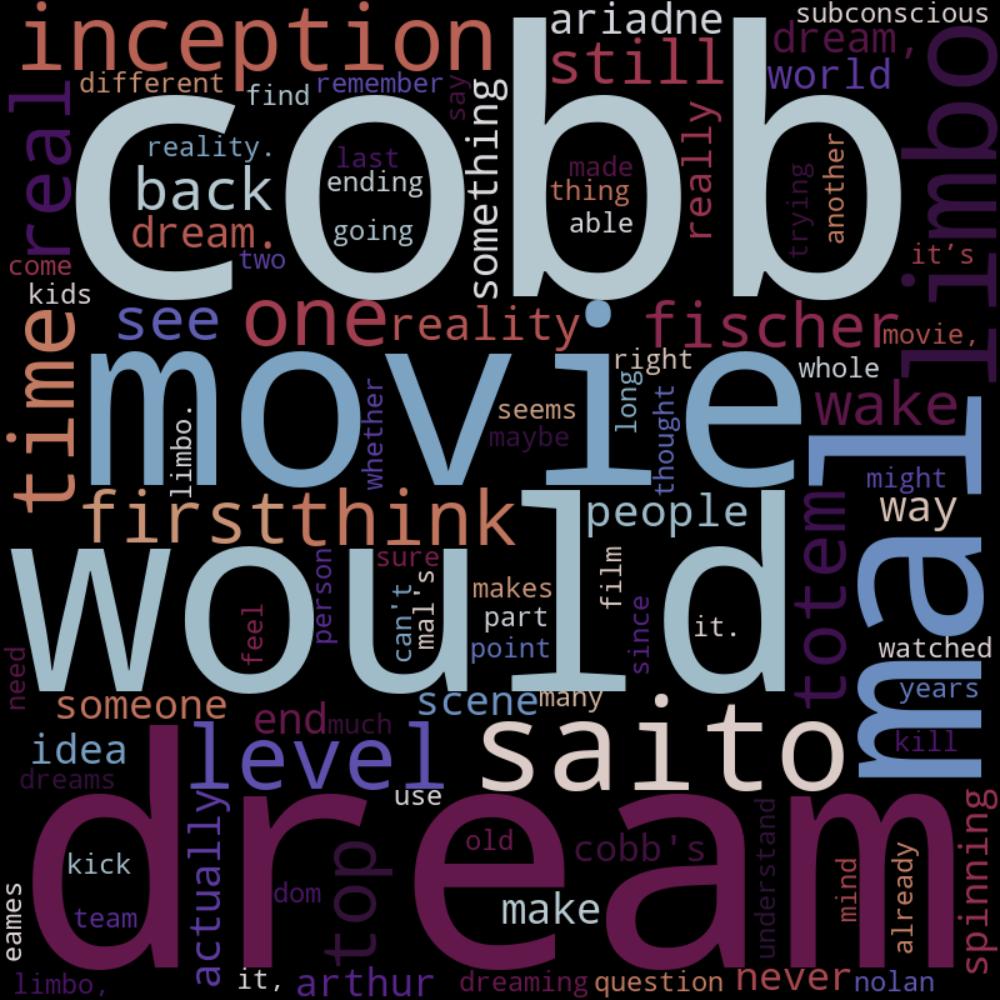 inception
ariadne
subconscious
still
dream,
world
different
find
remember
say
real
cobb
limbo
reality.
last
ending
something
made
thing
able
really
trying
another
back
going
dream.
two
it’s
come
kids
see
one
reality
fischer
movie,
time
movie
right
whole
limbo.
whether
seems
maybe
long
thought
wake
mal
might
way
first
think
people
would
totem
person
sure
feel
can't
mal's
makes
part
point
film
since
it.
watched
years
kill
need
someone
end
much
scene
many
saito
idea
level
dreams
use
dream
actually
kick
team
dom
top
old
cobb's
make
understand
mind
already
spinning
eames
limbo,
it,
arthur
dreaming
question
never
nolan